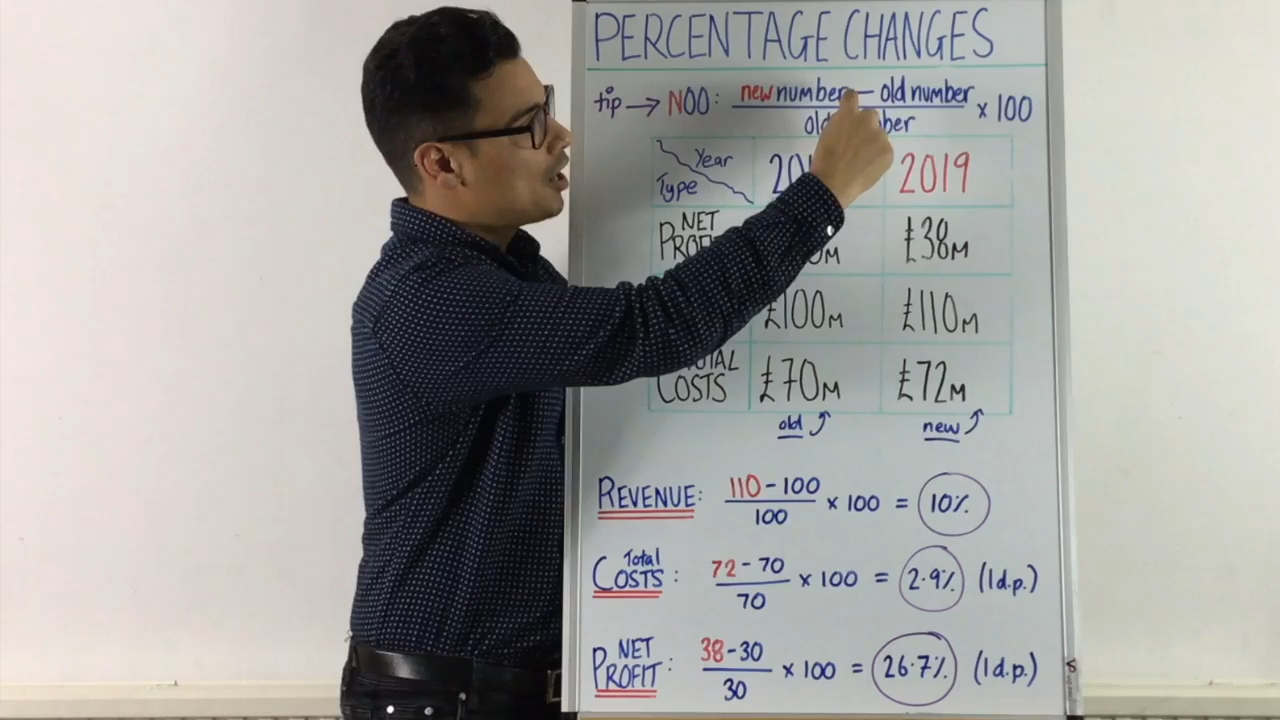 PERCENTAGE CHANGES
tip → NOO: new number — old number × 100
old
Year
Type
2019
NET
£38M
£100M £110M
COSTS £70M £72M
old new
REVENUE: 110 - 100 × 100 = 10%
100
Total
COSTS: 72 - 70 × 100 = 2.9% (1d.p.)
70
NET
PROFIT: 38 - 30 × 100 = 26.7% (1d.p.)
30